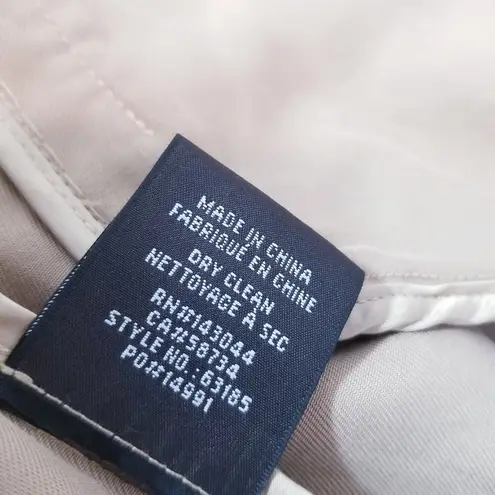 MADE IN CHINA
FABRIQUÉ EN CHINE
DRY CLEAN
NETTOYAGE À SEC
RN#143044
CA#58734
STYLE NO.: 63185
PO#14991